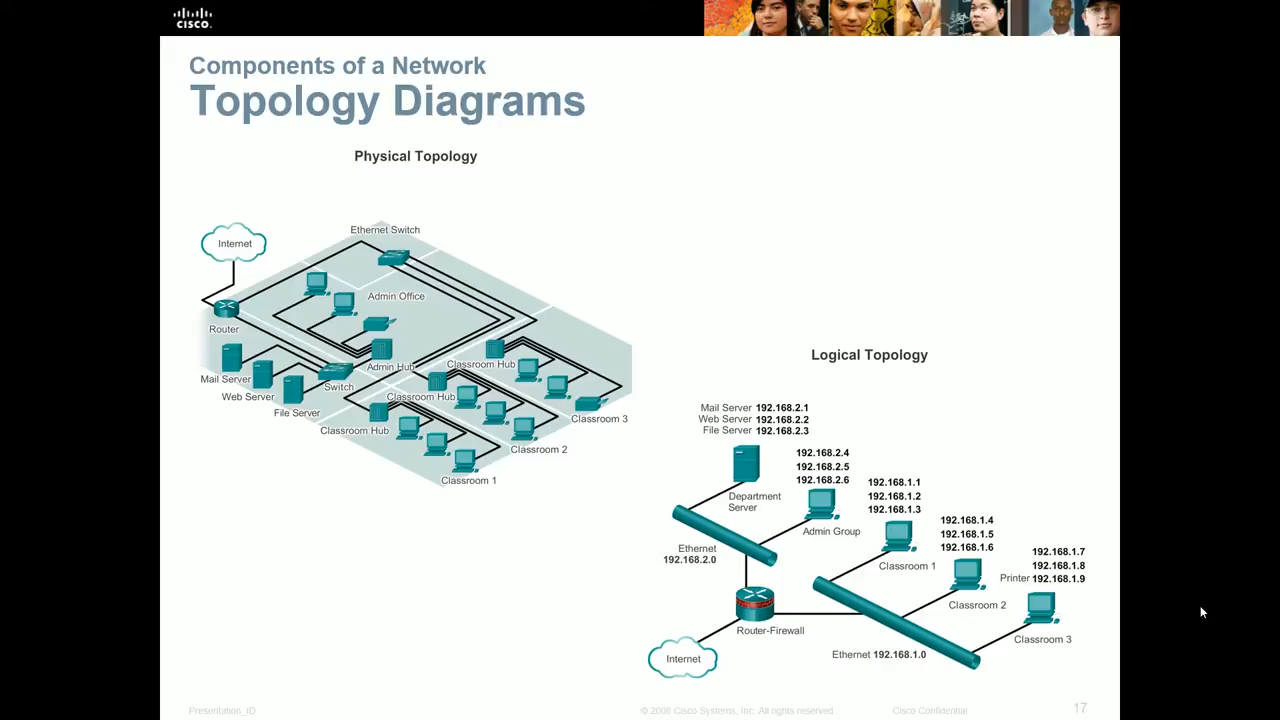 CISCO.
Components of a Network
Topology Diagrams
Physical Topology
Ethernet Switch
Internet
Admin Office
Router
Mail Server
Web Server
File Server
Switch
Admin Hub
Classroom Hub
Classroom Hub
Classroom Hub
Classroom 3
Classroom 2
Classroom 1
Logical Topology
Mail Server 192.168.2.1
Web Server 192.168.2.2
File Server 192.168.2.3
192.168.2.4
192.168.2.5
192.168.2.6
Department
Server
Admin Group
192.168.1.1
192.168.1.2
192.168.1.3
Classroom 1
192.168.1.4
192.168.1.5
192.168.1.6
Classroom 2
192.168.1.7
192.168.1.8
Printer 192.168.1.9
Classroom 3
Ethernet
192.168.2.0
Router-Firewall
Internet
Ethernet 192.168.1.0
Presentation_ID
© 2008 Cisco Systems, Inc. All rights reserved.
Cisco Confidential
17